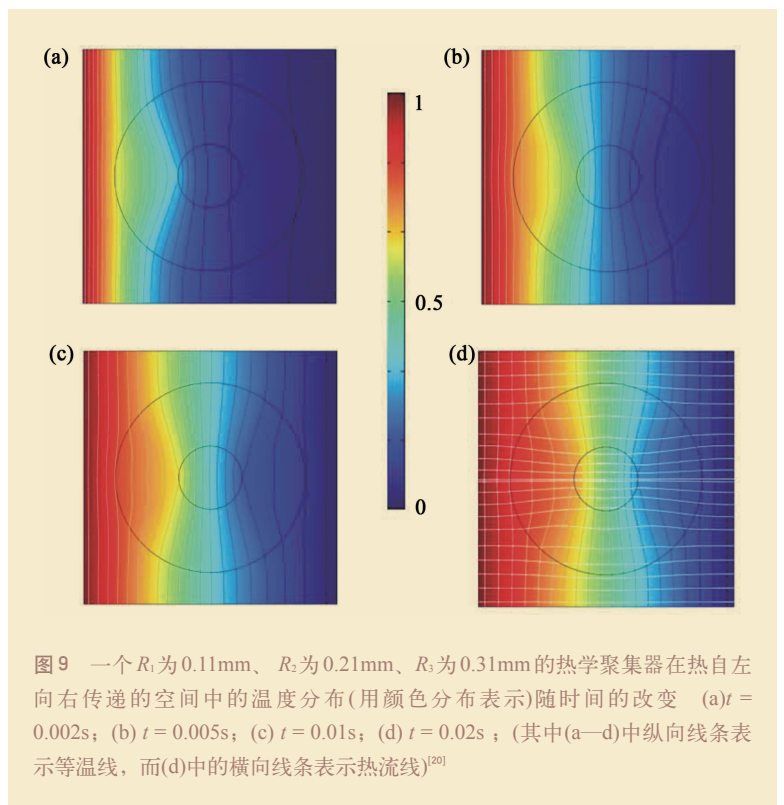 (a)
(b)
1
0.5
0
(c)
(d)
图9 一个R₁为0.11mm、R₂为0.21mm、R₃为0.31mm的热学聚集器在热自左
向右传递的空间中的温度分布(用颜色分布表示)随时间的改变 (a)t =
0.002s；(b) t = 0.005s；(c) t = 0.01s；(d) t = 0.02s ；(其中(a—d)中纵向线条表
示等温线，而(d)中的横向线条表示热流线)[20]